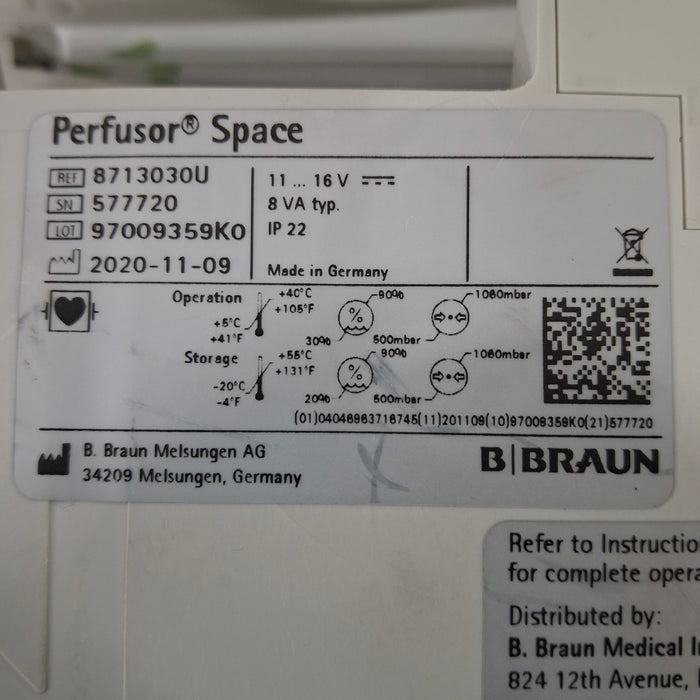 Perfusor® Space
REF 8713030U
SN 577720
LOT 97009359K0
2020-11-09
11 ... 16 V
8 VA typ.
IP 22
Made in Germany
Operation
+40°C
+105°F
+5°C
+41°F
%
90%
30%
1060mbar
500mbar
Storage
+55°C
+131°F
-20°C
-4°F
%
90%
20%
1060mbar
500mbar
(01)04046963716745(11)201109(10)97009359K0(21)577720
B. Braun Melsungen AG
34209 Melsungen, Germany
B|BRAUN
Refer to Instructio
for complete opera
Distributed by:
B. Braun Medical I
824 12th Avenue,